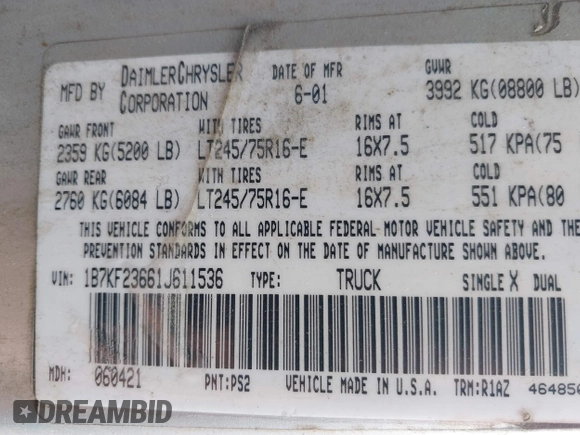 MFD BY DAIMLERCHRYSLER CORPORATION DATE OF MFR 6-01 GVWR 3992 KG(08800 LB)
GAWR FRONT WITH TIRES RIMS AT COLD
2359 KG(5200 LB) LT245/75R16-E 16X7.5 517 KPA(75
GAWR REAR WITH TIRES RIMS AT COLD
2760 KG(6084 LB) LT245/75R16-E 16X7.5 551 KPA(80
THIS VEHICLE CONFORMS TO ALL APPLICABLE FEDERAL MOTOR VEHICLE SAFETY AND THE
PREVENTION STANDARDS IN EFFECT ON THE DATE OF MANUFACTURE SHOWN ABOVE.
VIN: 1B7KF23661J611536 TYPE: TRUCK SINGLE X DUAL
MDH: 060421 PNT:PS2 VEHICLE MADE IN U.S.A. TRM:R1AZ 46485
DREAMBID